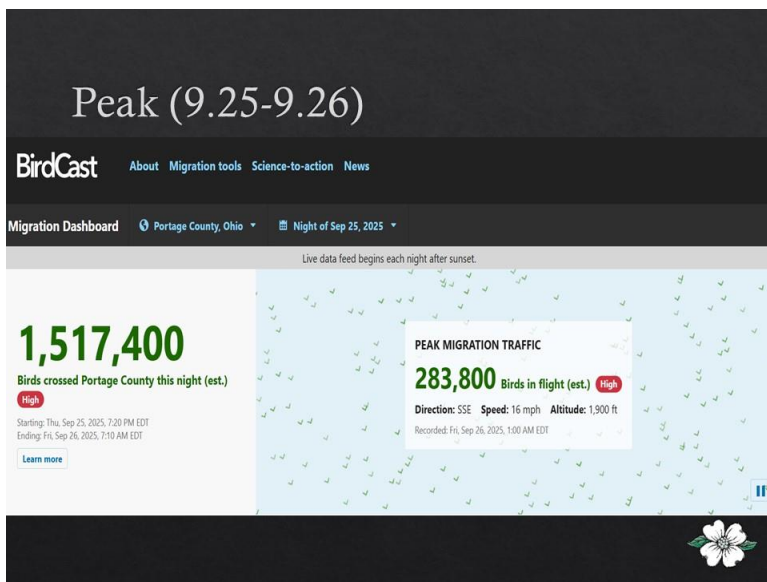 Peak (9.25-9.26)
BirdCast About Migration tools Science-to-action News
Migration Dashboard Portage County, Ohio Night of Sep 25, 2025
Live data feed begins each night after sunset.
1,517,400
Birds crossed Portage County this night (est.)
High
Starting: Thu, Sep 25, 2025, 7:20 PM EDT
Ending: Fri, Sep 26, 2025, 7:10 AM EDT
Learn more
PEAK MIGRATION TRAFFIC
283,800 Birds in flight (est.) High
Direction: SSE Speed: 16 mph Altitude: 1,900 ft
Recorded: Fri, Sep 26, 2025, 1:00 AM EDT